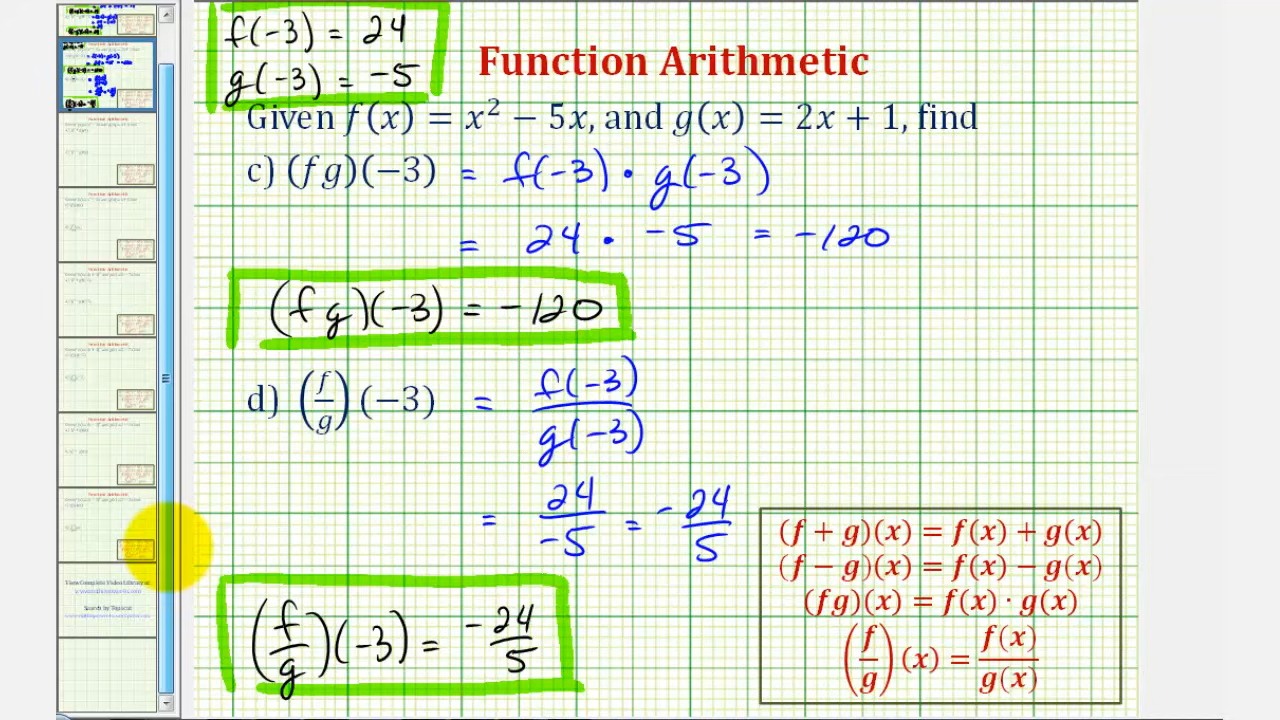 f(-3) = 24
g(-3) = -5
Function Arithmetic
Given f(x) = x² − 5x, and g(x) = 2x + 1, find
c) (fg)(−3) = f(-3) · g(-3)
= 24 · -5 = -120
(fg)(-3) = -120
d) (f/g)(−3) = f(-3)/g(-3)
= 24/-5 = -24/5
(f/g)(-3) = -24/5
(f + g)(x) = f(x) + g(x)
(f − g)(x) = f(x) − g(x)
(fg)(x) = f(x) · g(x)
(f/g)(x) = f(x)/g(x)